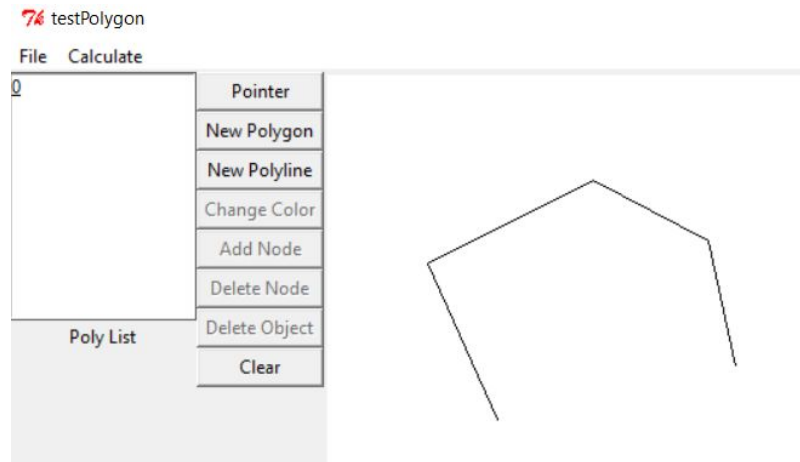 testPolygon
File Calculate
0
Pointer
New Polygon
New Polyline
Change Color
Add Node
Delete Node
Delete Object
Clear
Poly List